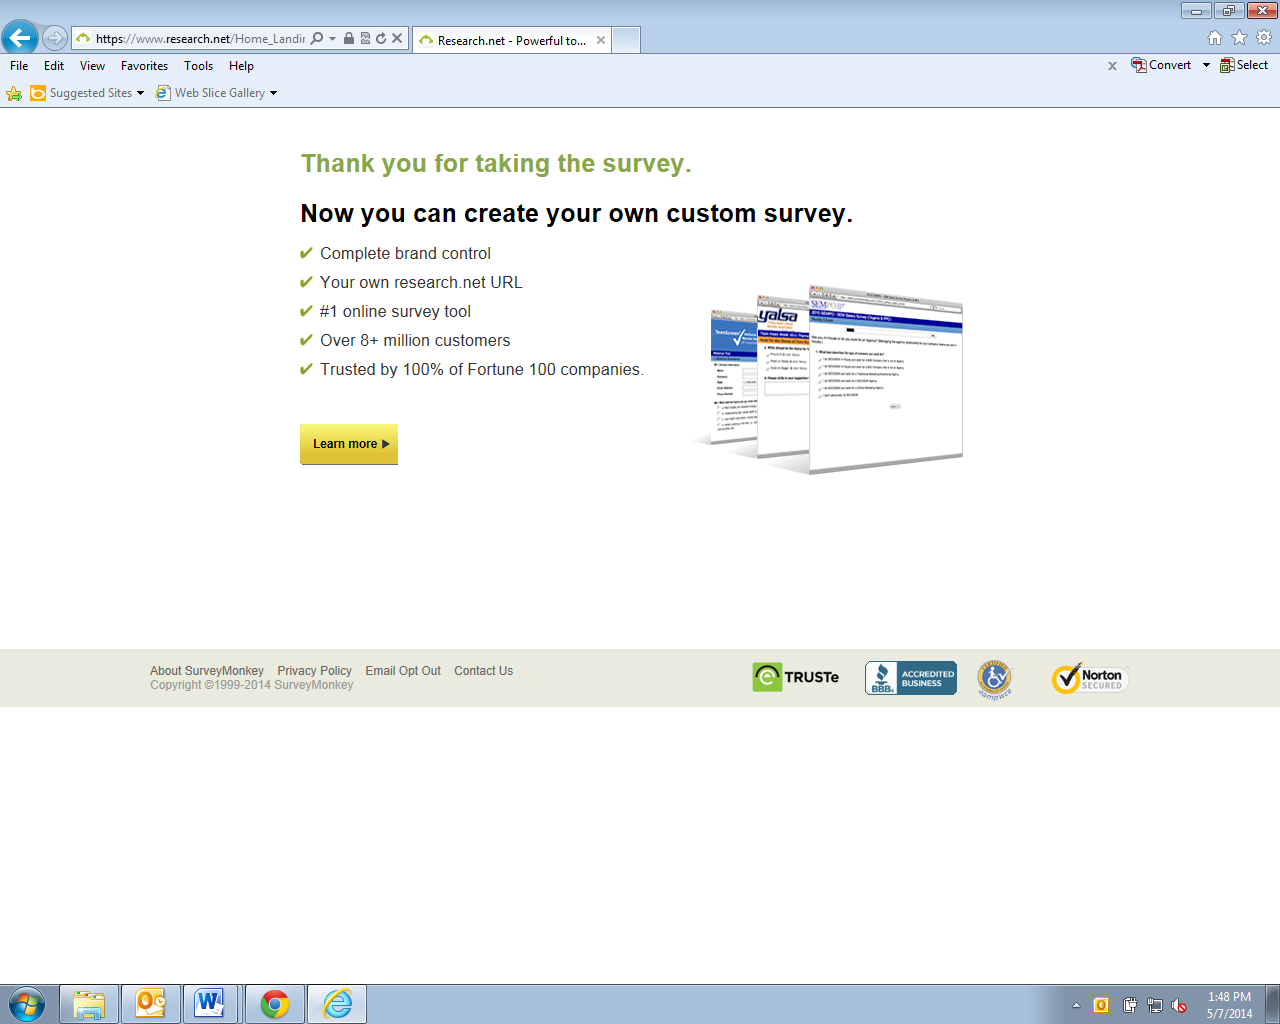 https://www.research.net/Home_Landin
Research.net - Powerful to...
File Edit View Favorites Tools Help
Convert Select
Suggested Sites Web Slice Gallery
Thank you for taking the survey.
Now you can create your own custom survey.
Complete brand control
Your own research.net URL
#1 online survey tool
Over 8+ million customers
Trusted by 100% of Fortune 100 companies.
SEMPO
yalsa
Learn more
About SurveyMonkey Privacy Policy Email Opt Out Contact Us
Copyright ©1999-2014 SurveyMonkey
TRUSTe
BBB ACCREDITED BUSINESS
CERTIFIED
Norton
SECURED
1:48 PM
5/7/2014